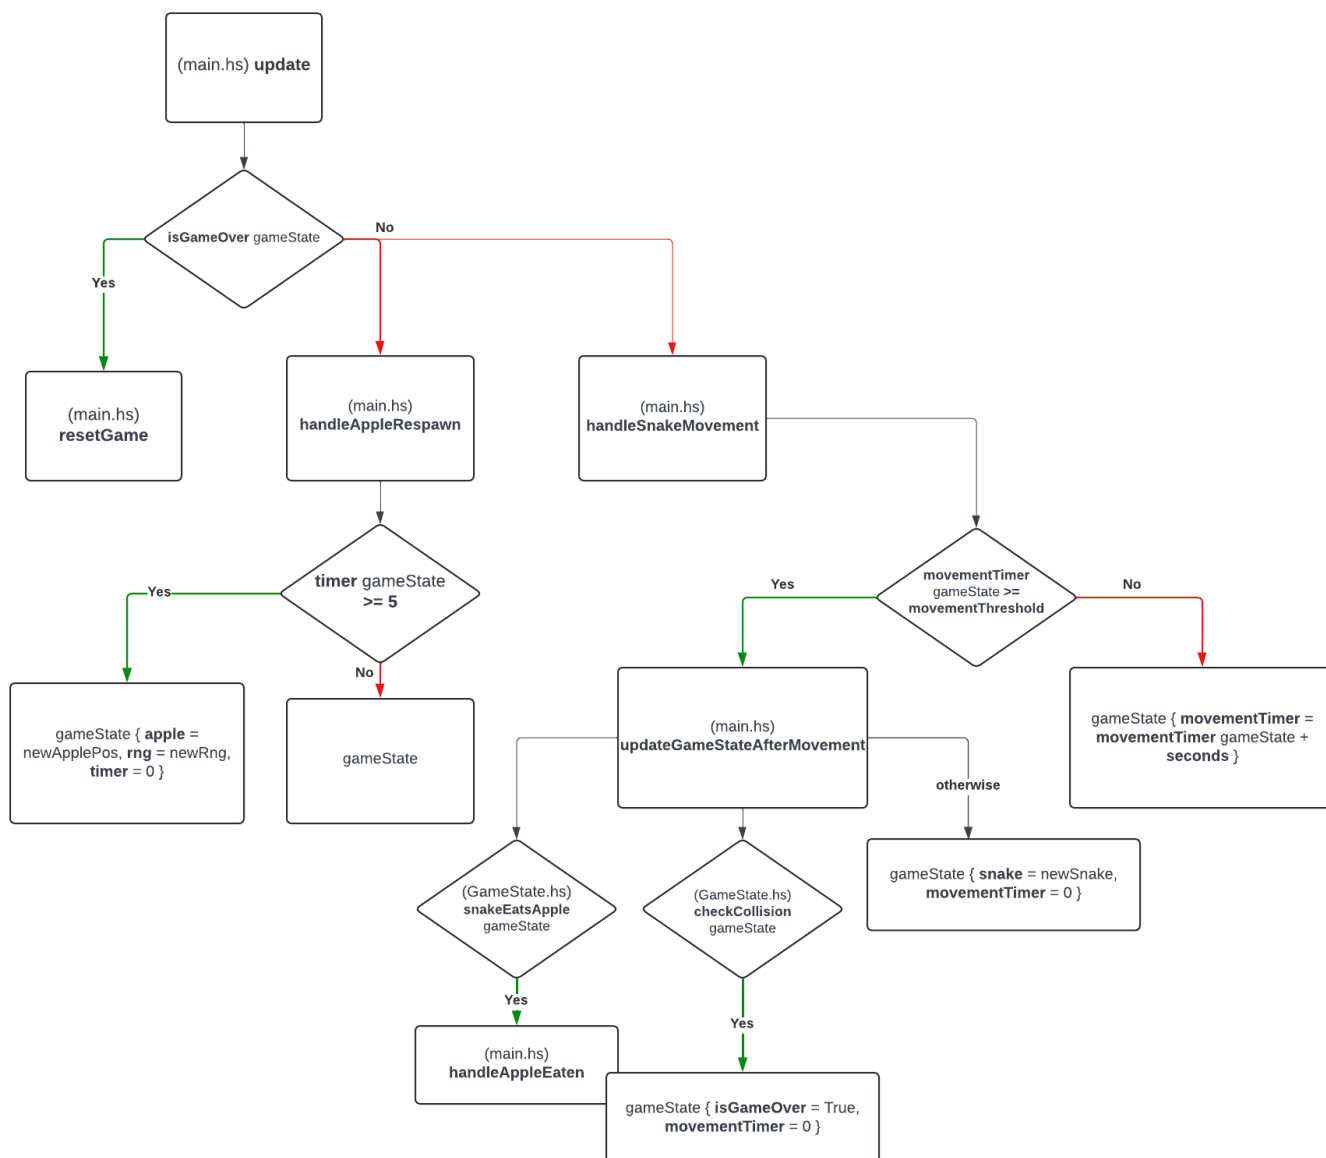 (main.hs) update
isGameOver gameState
No
Yes
(main.hs)
resetGame
(main.hs)
handleAppleRespawn
(main.hs)
handleSnakeMovement
timer gameState
>= 5
Yes
No
movementTimer
gameState >=
movementThreshold
Yes
No
gameState { apple =
newApplePos, rng = newRng,
timer = 0 }
gameState
(main.hs)
updateGameStateAfterMovement
gameState { movementTimer =
movementTimer gameState +
seconds }
otherwise
(GameState.hs)
snakeEatsApple
gameState
(GameState.hs)
checkCollision
gameState
gameState { snake = newSnake,
movementTimer = 0 }
Yes
Yes
(main.hs)
handleAppleEaten
gameState { isGameOver = True,
movementTimer = 0 }